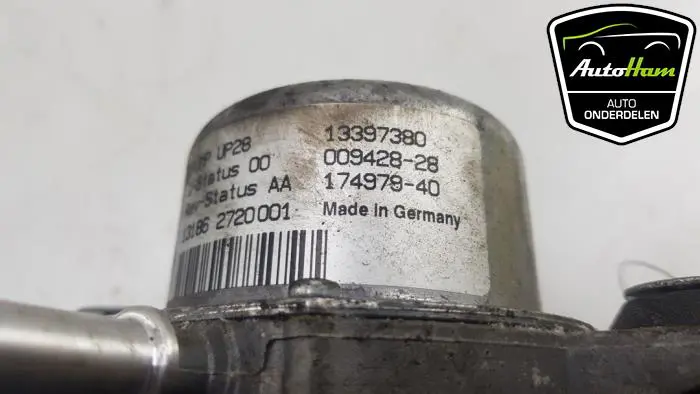 UP28 13397380
Status 00 009428-28
Status AA 174979-40
2720001 Made in Germany
AutoHam
AUTO
ONDERDELEN